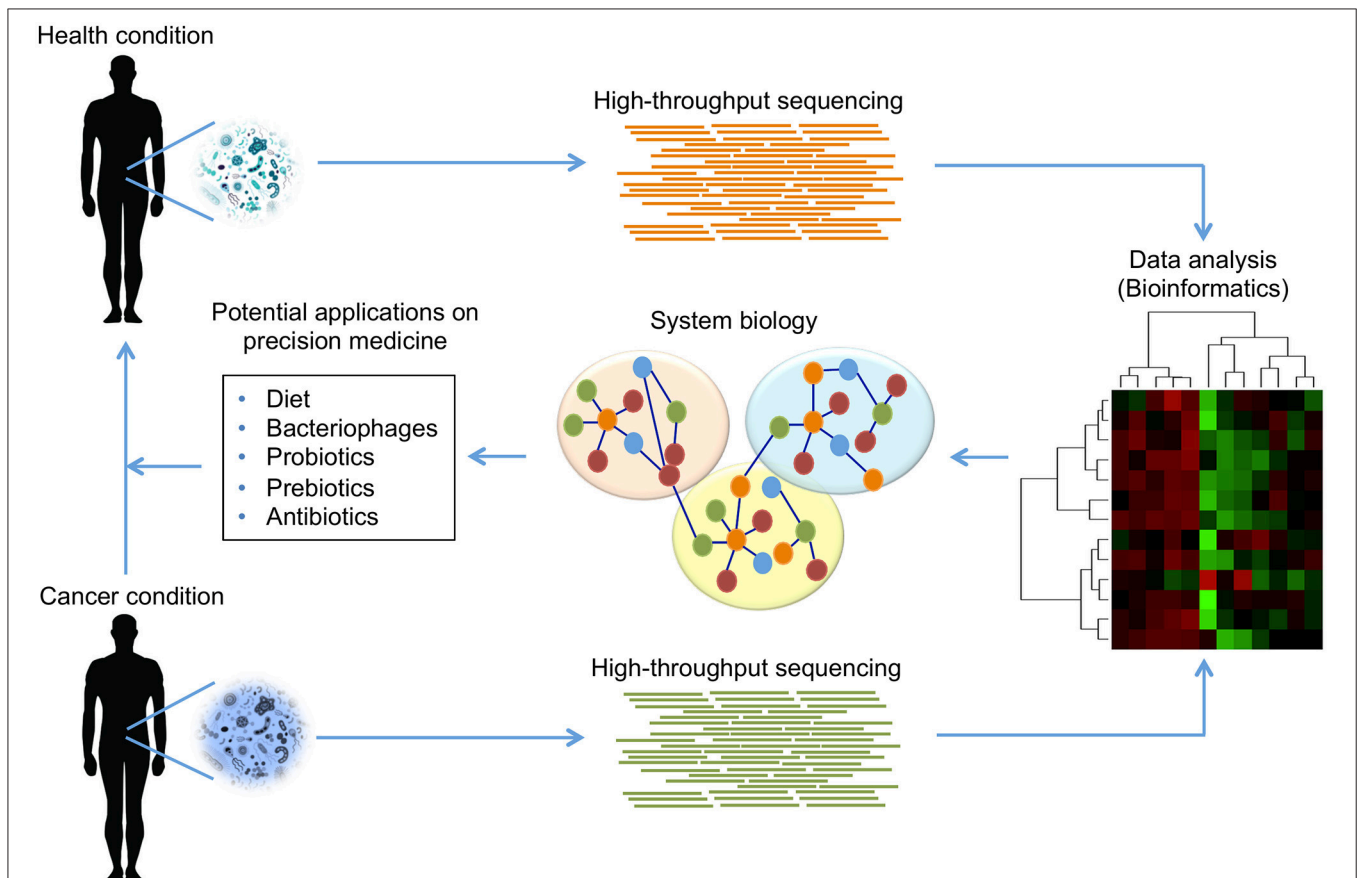 Health condition
High-throughput sequencing
Data analysis
(Bioinformatics)
Potential applications on
precision medicine
System biology
• Diet
• Bacteriophages
• Probiotics
• Prebiotics
• Antibiotics
Cancer condition
High-throughput sequencing